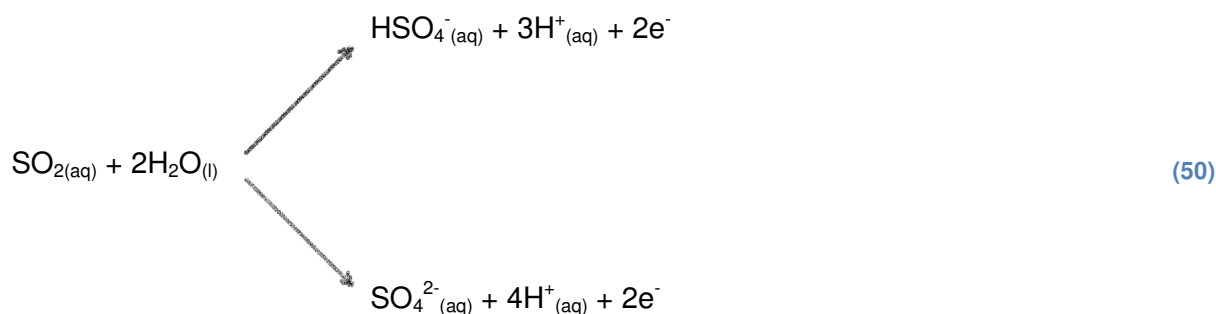 HSO₄⁻(aq) + 3H⁺(aq) + 2e⁻
SO₂(aq) + 2H₂O(l)
(50)
SO₄²⁻(aq) + 4H⁺(aq) + 2e⁻